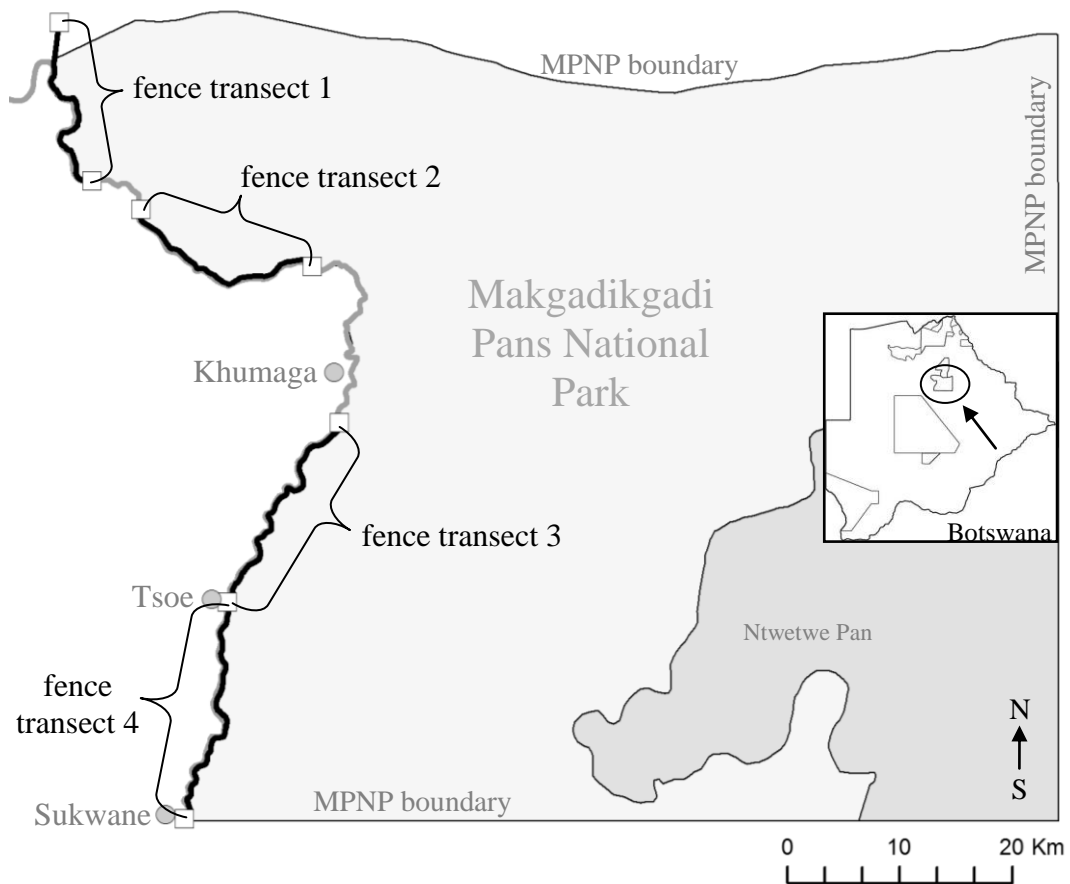 MPNP boundary
fence transect 1
MPNP boundary
fence transect 2
Makgadikgadi
Pans National
Park
Khumaga
Botswana
fence transect 3
Tsoe
Ntwetwe Pan
fence
transect 4
N
S
MPNP boundary
Sukwane
0 10 20 Km